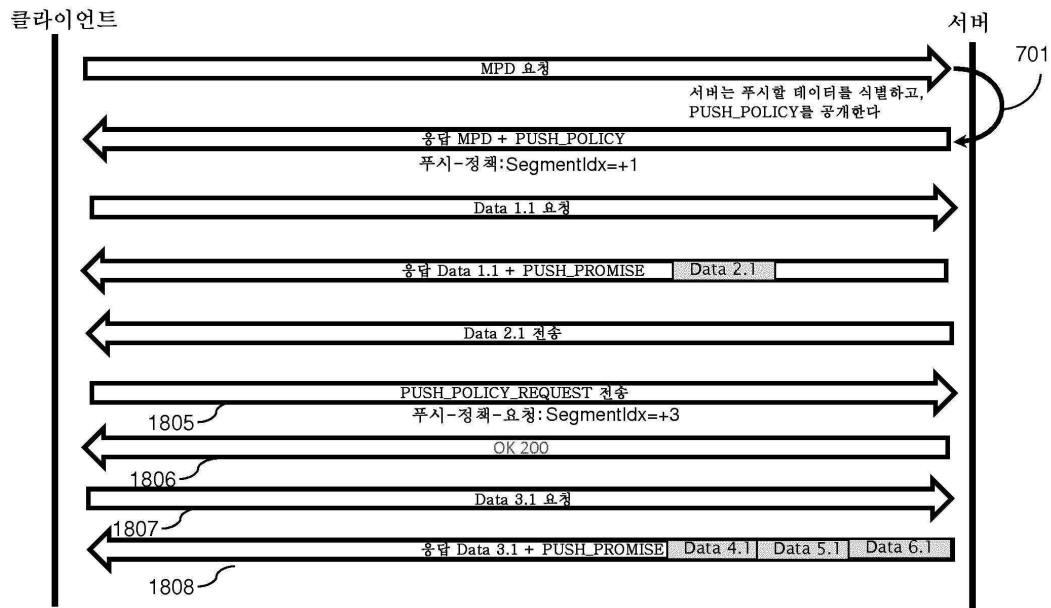 클라이언트
서버
MPD 요청
701
서버는 푸시할 데이터를 식별하고,
PUSH_POLICY를 공개한다
응답 MPD + PUSH_POLICY
푸시-정책:SegmentIdx=+1
Data 1.1 요청
응답 Data 1.1 + PUSH_PROMISE Data 2.1
Data 2.1 전송
PUSH_POLICY_REQUEST 전송
1805
푸시-정책-요청:SegmentIdx=+3
OK 200
1806
Data 3.1 요청
1807
응답 Data 3.1 + PUSH_PROMISE Data 4.1 Data 5.1 Data 6.1
1808